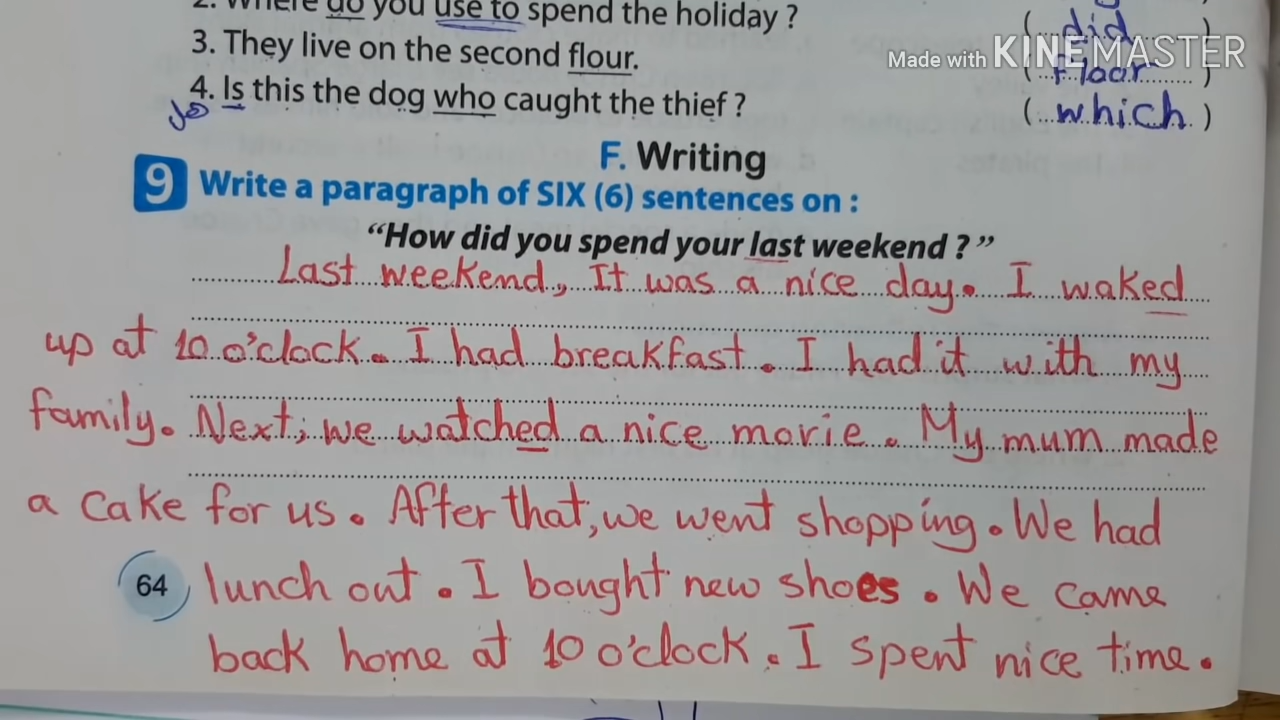 2. Where do you use to spend the holiday ? (...did...)
3. They live on the second flour. (...Floor...)
4. Is this the dog who caught the thief ? (...which...)
Made with KINEMASTER
F. Writing
9 Write a paragraph of SIX (6) sentences on :
“How did you spend your last weekend ?”
Last weekend, It was a nice day. I waked
up at 10 o'clock. I had breakfast. I had it with my
family. Next, we watched a nice movie. My mum made
a cake for us. After that, we went shopping. We had
lunch out. I bought new shoes. We came
back home at 10 o'clock. I spent nice time.
64